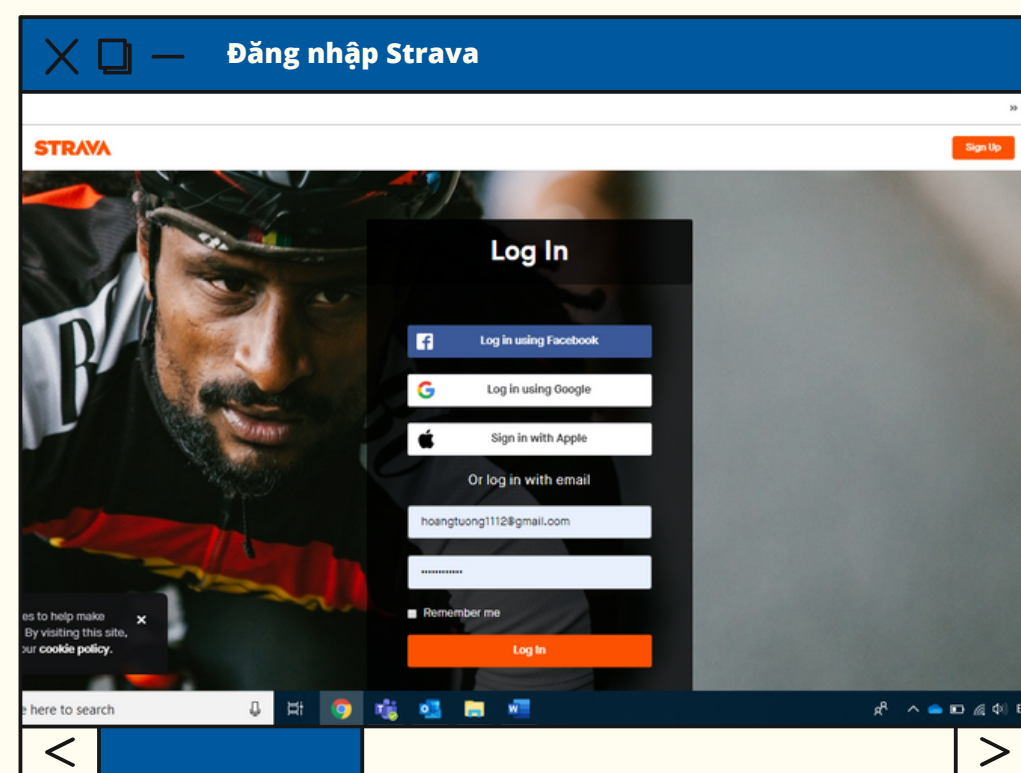 Đăng nhập Strava
»
STRAVA
Sign Up
Log In
Log in using Facebook
Log in using Google
Sign in with Apple
Or log in with email
hoangtuong1112@gmail.com
Remember me
es to help make
By visiting this site,
our cookie policy.
Log In
here to search